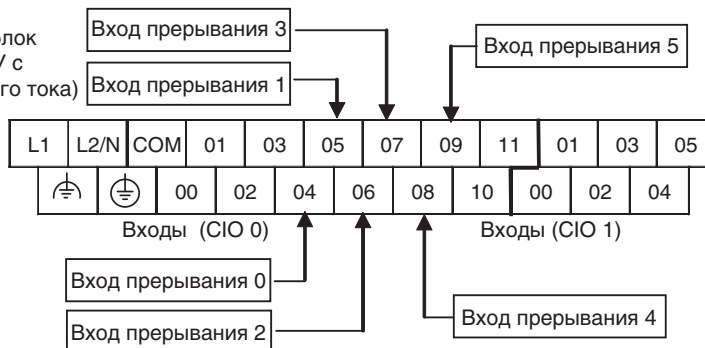 Вход прерывания 3
Вход прерывания 5
с
Вход прерывания 1
тока)
L1 L2/N COM 01 03 05 07 09 11 01 03 05
00 02 04 06 08 10 00 02 04
Входы (CIO 0) Входы (CIO 1)
Вход прерывания 0
Вход прерывания 4
Вход прерывания 2